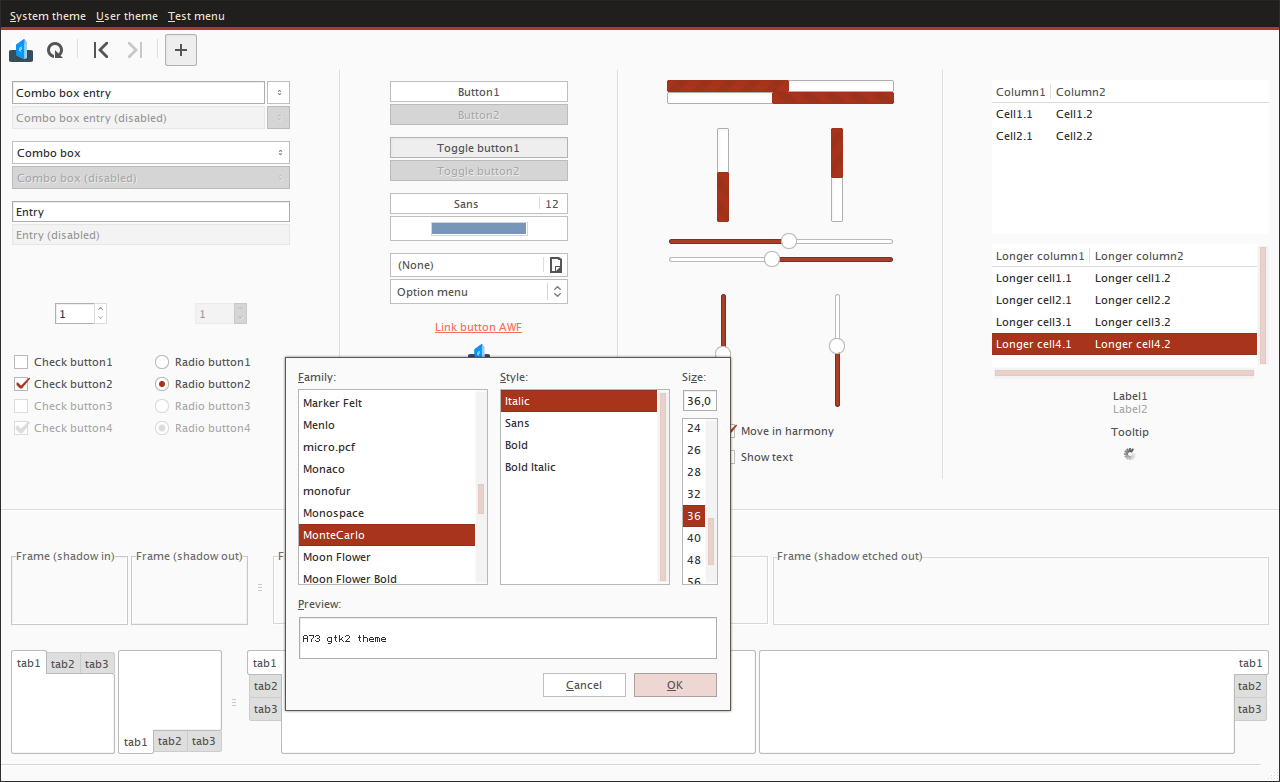 System theme User theme Test menu
Combo box entry
Combo box entry (disabled)
Combo box
Combo box (disabled)
Entry
Entry (disabled)
1
1
Check button1
Radio button1
Check button2
Radio button2
Check button3
Radio button3
Check button4
Radio button4
Button1
Button2
Toggle button1
Toggle button2
Sans 12
(None)
Option menu
Link button AWF
Move in harmony
Show text
Column1 Column2
Cell1.1 Cell1.2
Cell2.1 Cell2.2
Longer column1 Longer column2
Longer cell1.1 Longer cell1.2
Longer cell2.1 Longer cell2.2
Longer cell3.1 Longer cell3.2
Longer cell4.1 Longer cell4.2
Label1
Label2
Tooltip
Family:
Marker Felt
Menlo
micro.pcf
Monaco
monofur
Monospace
MonteCarlo
Moon Flower
Moon Flower Bold
Style:
Italic
Sans
Bold
Bold Italic
Size:
36,0
24
26
28
32
36
40
48
56
Preview:
A73 gtk2 theme
Cancel
OK
Frame (shadow in)
Frame (shadow out)
Frame (shadow etched out)
tab1 tab2 tab3
tab1 tab2 tab3
tab1
tab2
tab3
tab1
tab2
tab3